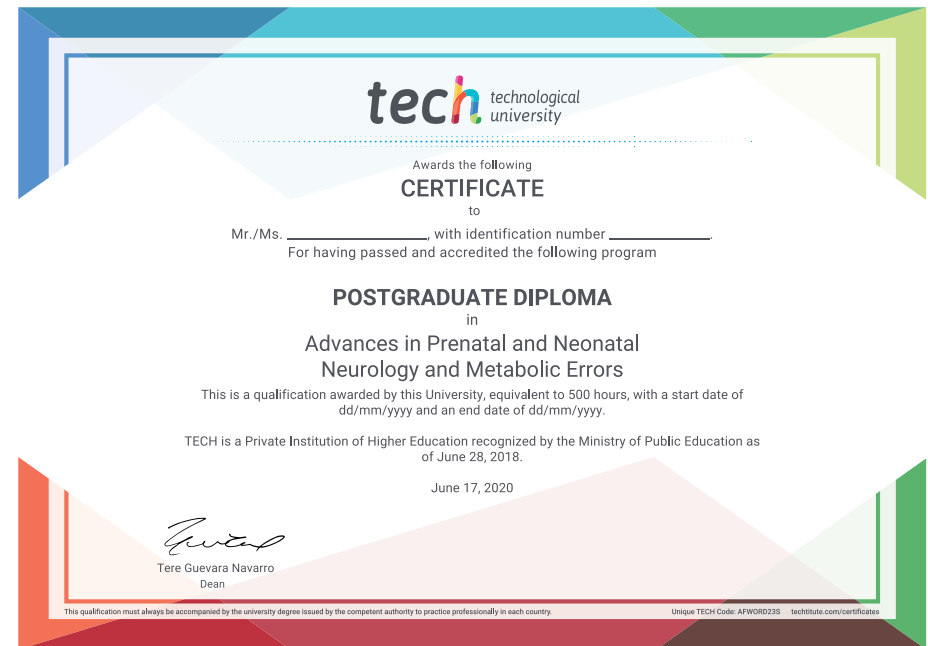 tech technological
university
Awards the following
CERTIFICATE
to
Mr./Ms. ____________________, with identification number ______________.
For having passed and accredited the following program
POSTGRADUATE DIPLOMA
in
Advances in Prenatal and Neonatal
Neurology and Metabolic Errors
This is a qualification awarded by this University, equivalent to 500 hours, with a start date of
dd/mm/yyyy and an end date of dd/mm/yyyy.
TECH is a Private Institution of Higher Education recognized by the Ministry of Public Education as
of June 28, 2018.
June 17, 2020
Tere Guevara Navarro
Dean
This qualification must always be accompanied by the university degree issued by the competent authority to practice professionally in each country.
Unique TECH Code: AFWORD23S techtitute.com/certificates